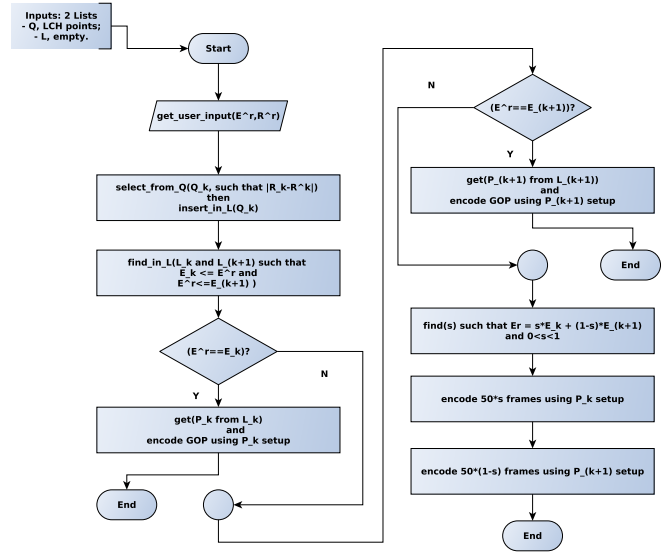 Inputs: 2 Lists
- Q, LCH points;
- L, empty.
Start
get_user_input(E^r,R^r)
select_from_Q(Q_k, such that |R_k-R^k|)
then
insert_in_L(Q_k)
find_in_L(L_k and L_(k+1) such that
E_k <= E^r and
E^r<=E_(k+1) )
(E^r==E_k)?
N
Y
get(P_k from L_k)
and
encode GOP using P_k setup
End
N
(E^r==E_(k+1))?
Y
get(P_(k+1) from L_(k+1))
and
encode GOP using P_(k+1) setup
End
find(s) such that Er = s*E_k + (1-s)*E_(k+1)
and 0<s<1
encode 50*s frames using P_k setup
encode 50*(1-s) frames using P_(k+1) setup
End